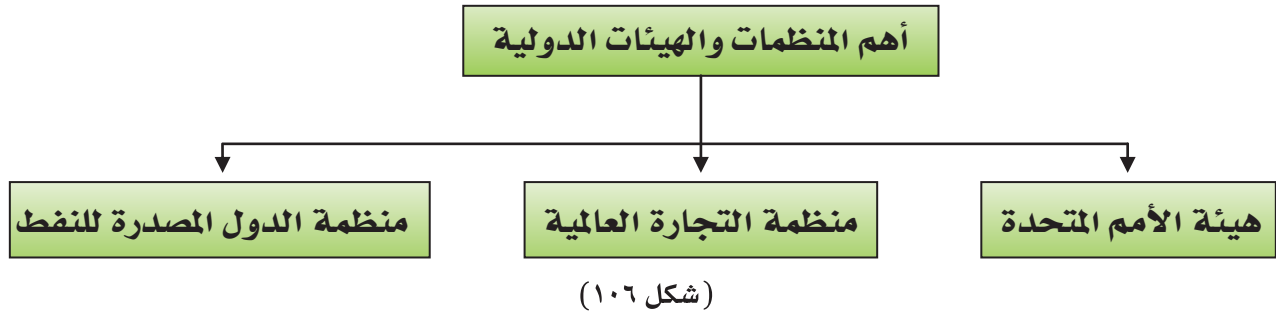 أهم المنظمات والهيئات الدولية
هيئة الأمم المتحدة
منظمة التجارة العالمية
منظمة الدول المصدرة للنفط
(شكل ١٠٦)